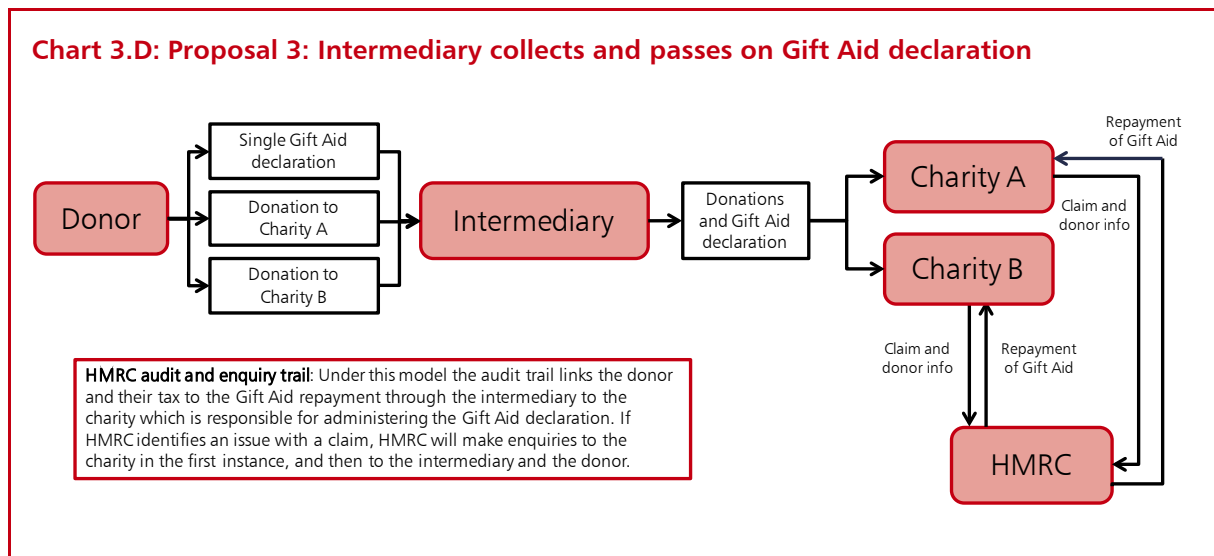 Chart 3.D: Proposal 3: Intermediary collects and passes on Gift Aid declaration
Donor
Single Gift Aid
declaration
Donation to
Charity A
Donation to
Charity B
Intermediary
Donations
and Gift Aid
declaration
Charity A
Charity B
Repayment
of Gift Aid
Claim and
donor info
Claim and
donor info
Repayment
of Gift Aid
HMRC
HMRC audit and enquiry trail: Under this model the audit trail links the donor
and their tax to the Gift Aid repayment through the intermediary to the
charity which is responsible for administering the Gift Aid declaration. If
HMRC identifies an issue with a claim, HMRC will make enquiries to the
charity in the first instance, and then to the intermediary and the donor.